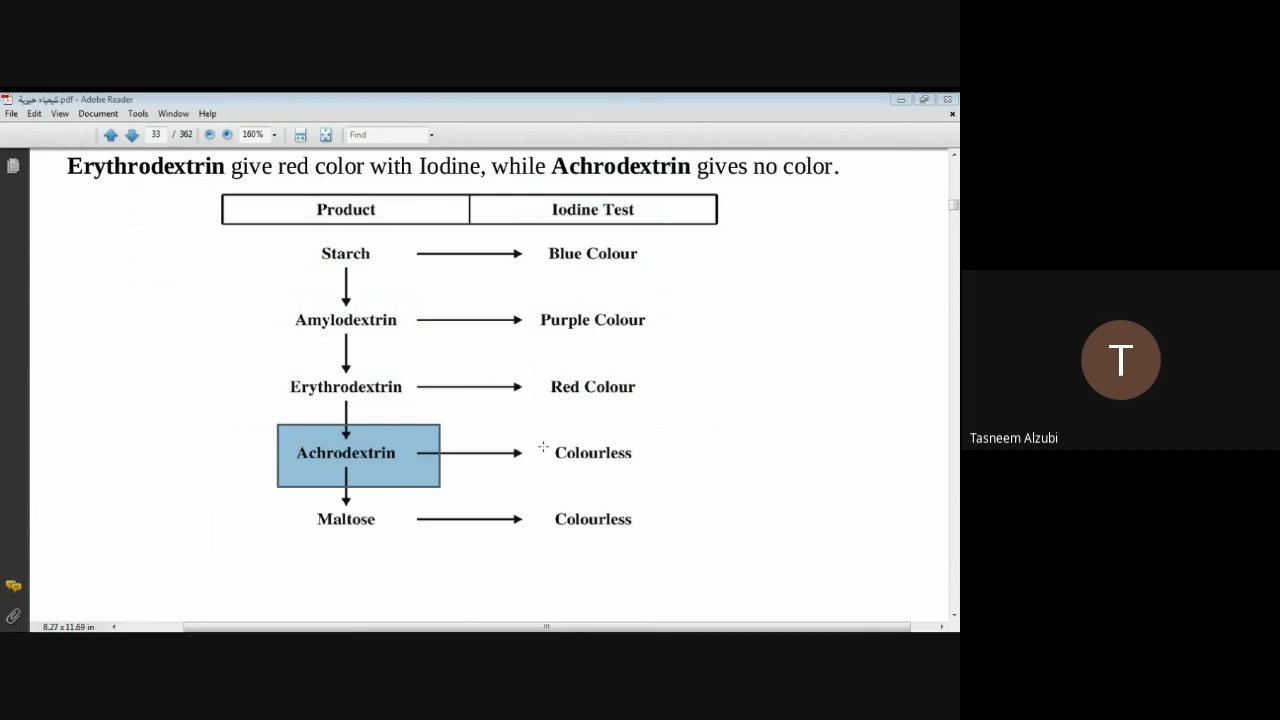 كيمياء حيوية.pdf - Adobe Reader
File Edit View Document Tools Window Help
33 / 362 160% Find
Erythrodextrin give red color with Iodine, while Achrodextrin gives no color.
Product Iodine Test
Starch Blue Colour
Amylodextrin Purple Colour
Erythrodextrin Red Colour
Achrodextrin Colourless
Maltose Colourless
8.27 x 11.69 in
T
Tasneem Alzubi